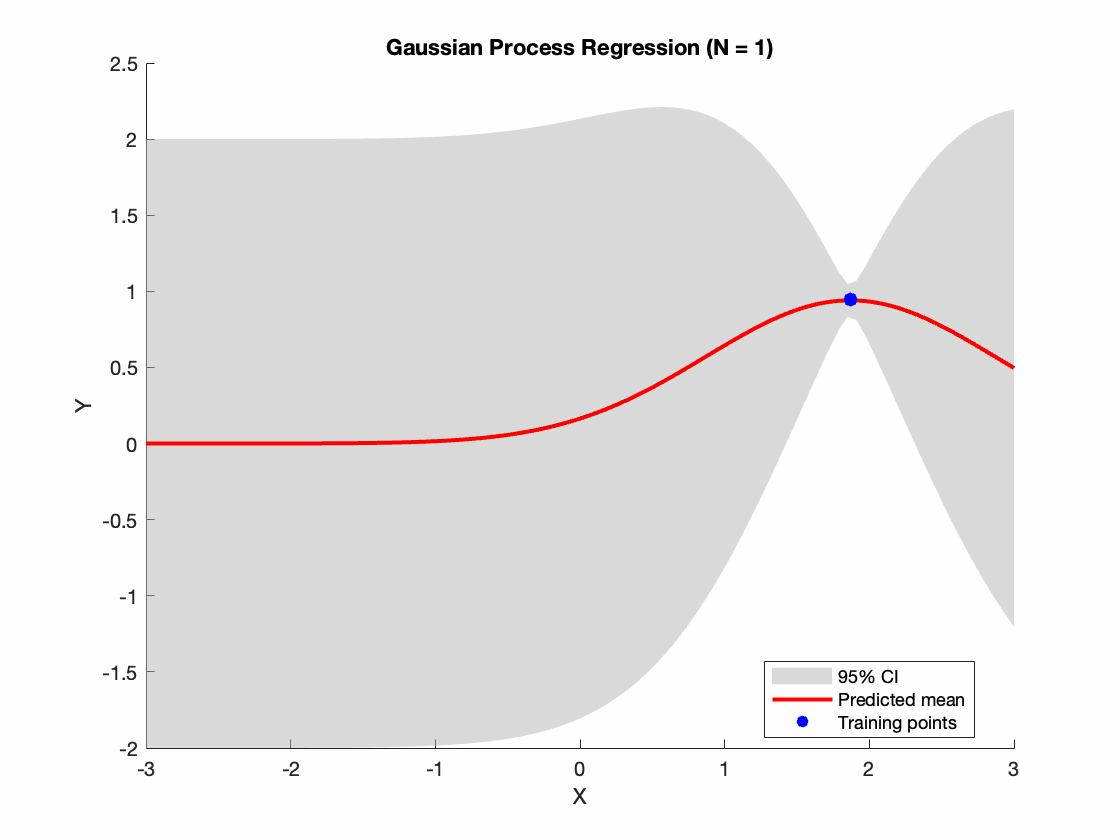 Gaussian Process Regression (N = 1)
2.5
2
1.5
1
0.5
0
-0.5
-1
-1.5
-2
Y
-3
-2
-1
0
1
2
3
X
95% CI
Predicted mean
Training points